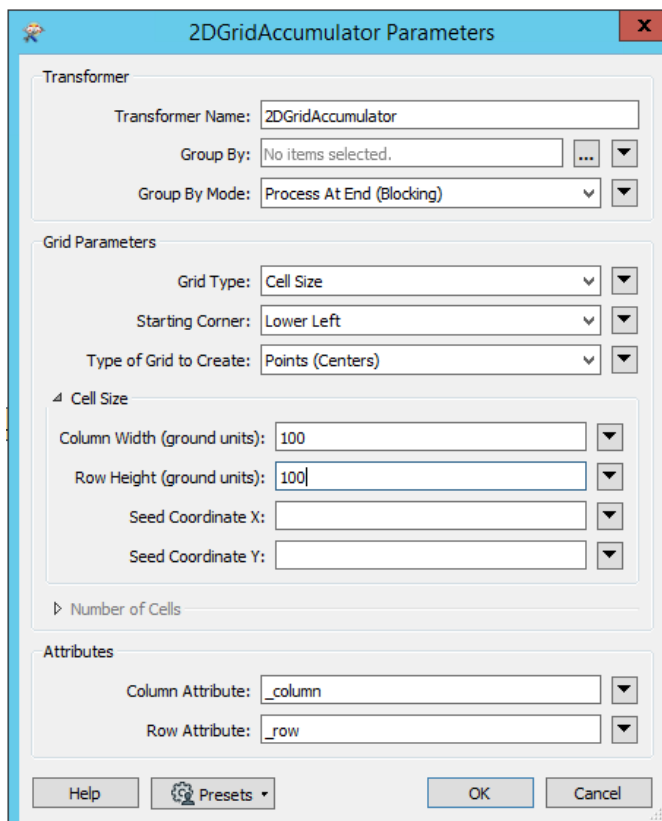 2DGridAccumulator Parameters
x
Transformer
Transformer Name: 2DGridAccumulator
Group By: No items selected. ...
Group By Mode: Process At End (Blocking)
Grid Parameters
Grid Type: Cell Size
Starting Corner: Lower Left
Type of Grid to Create: Points (Centers)
Cell Size
Column Width (ground units): 100
Row Height (ground units): 100
Seed Coordinate X:
Seed Coordinate Y:
Number of Cells
Attributes
Column Attribute: _column
Row Attribute: _row
Help Presets OK Cancel